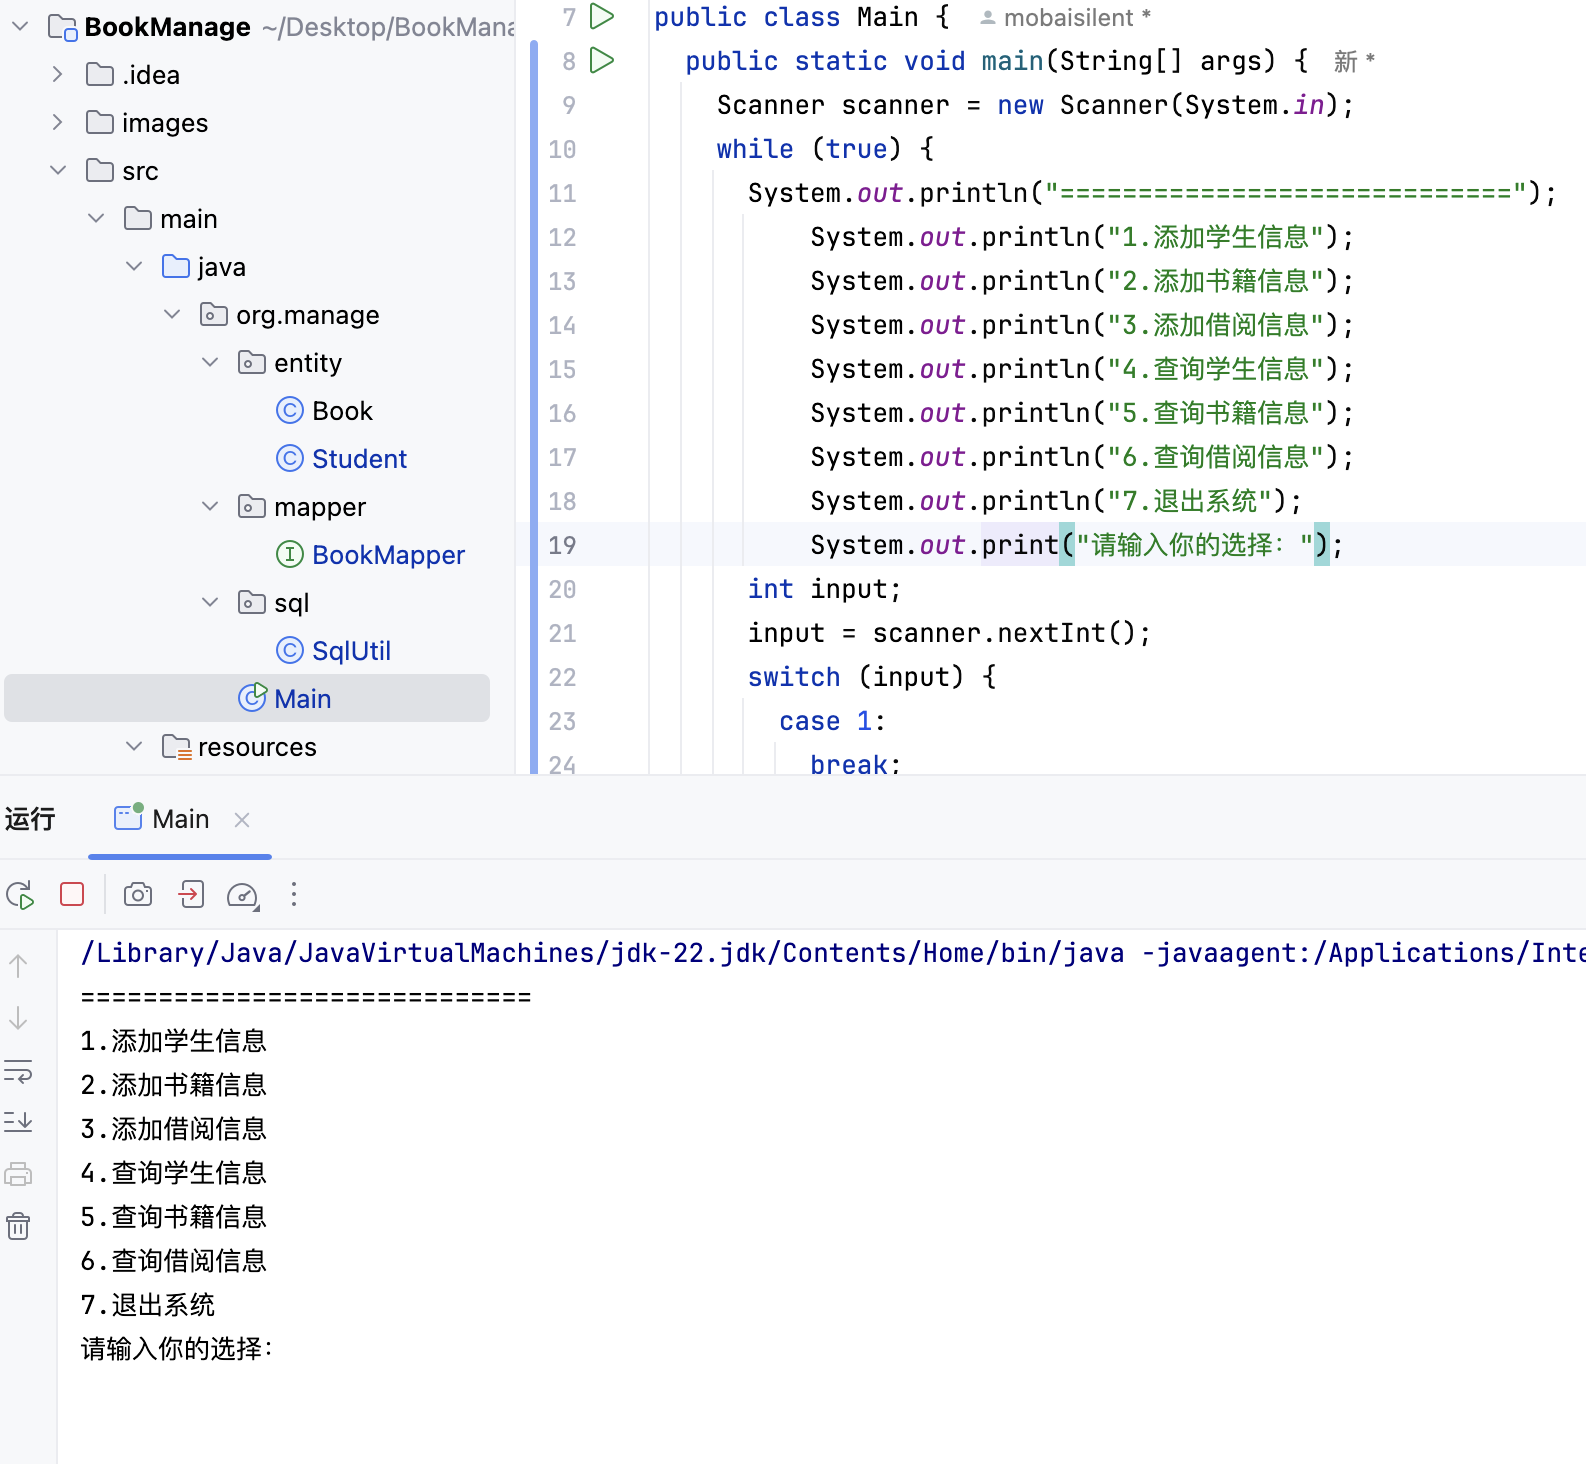 BookManage ~/Desktop/BookMana
.idea
images
src
main
java
org.manage
entity
Book
Student
mapper
BookMapper
sql
SqlUtil
Main
resources
7 public class Main { mobaisilent *
8 public static void main(String[] args) { 新 *
9 Scanner scanner = new Scanner(System.in);
10 while (true) {
11 System.out.println("=============================");
12 System.out.println("1.添加学生信息");
13 System.out.println("2.添加书籍信息");
14 System.out.println("3.添加借阅信息");
15 System.out.println("4.查询学生信息");
16 System.out.println("5.查询书籍信息");
17 System.out.println("6.查询借阅信息");
18 System.out.println("7.退出系统");
19 System.out.print("请输入你的选择：");
20 int input;
21 input = scanner.nextInt();
22 switch (input) {
23 case 1:
24 break;
运行 Main
/Library/Java/JavaVirtualMachines/jdk-22.jdk/Contents/Home/bin/java -javaagent:/Applications/Inte
=============================
1.添加学生信息
2.添加书籍信息
3.添加借阅信息
4.查询学生信息
5.查询书籍信息
6.查询借阅信息
7.退出系统
请输入你的选择：